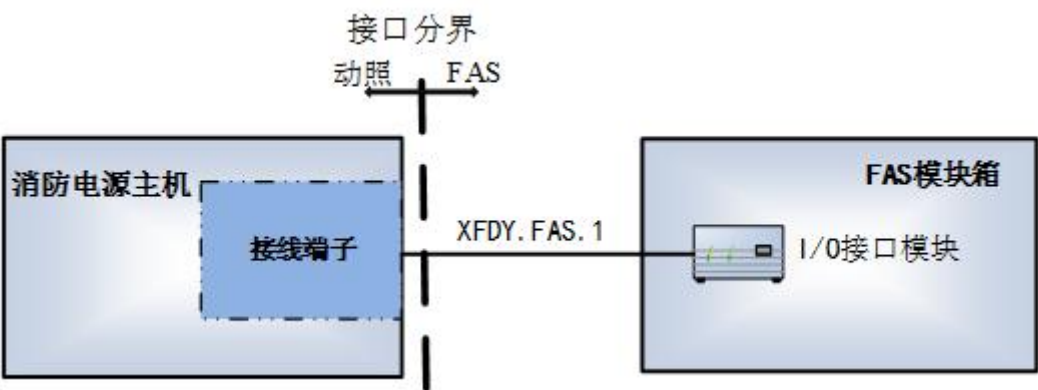 接口分界
动照 FAS
消防电源主机
FAS模块箱
接线端子
XFDY.FAS.1
I/O接口模块